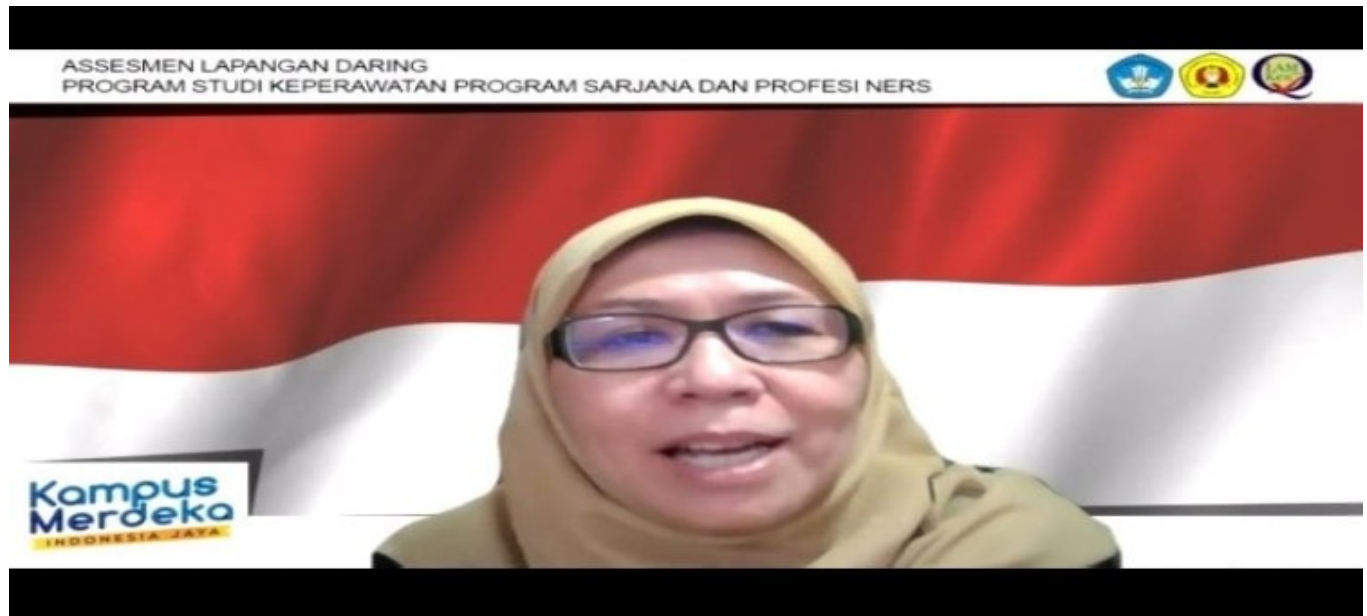 ASSESMEN LAPANGAN DARING
PROGRAM STUDI KEPERAWATAN PROGRAM SARJANA DAN PROFESI NERS
Kampus
Merdeka
INDONESIA JAYA